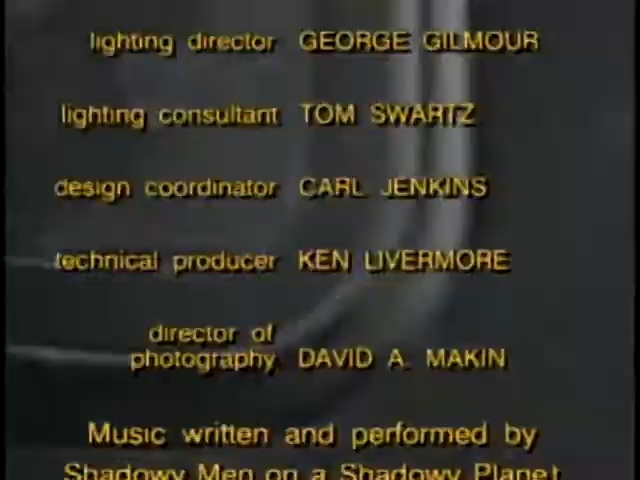 lighting director GEORGE GILMOUR
lighting consultant TOM SWARTZ
design coordinator CARL JENKINS
technical producer KEN LIVERMORE
director of
photography DAVID A. MAKIN
Music written and performed by
Shadowy Men on a Shadowy Planet